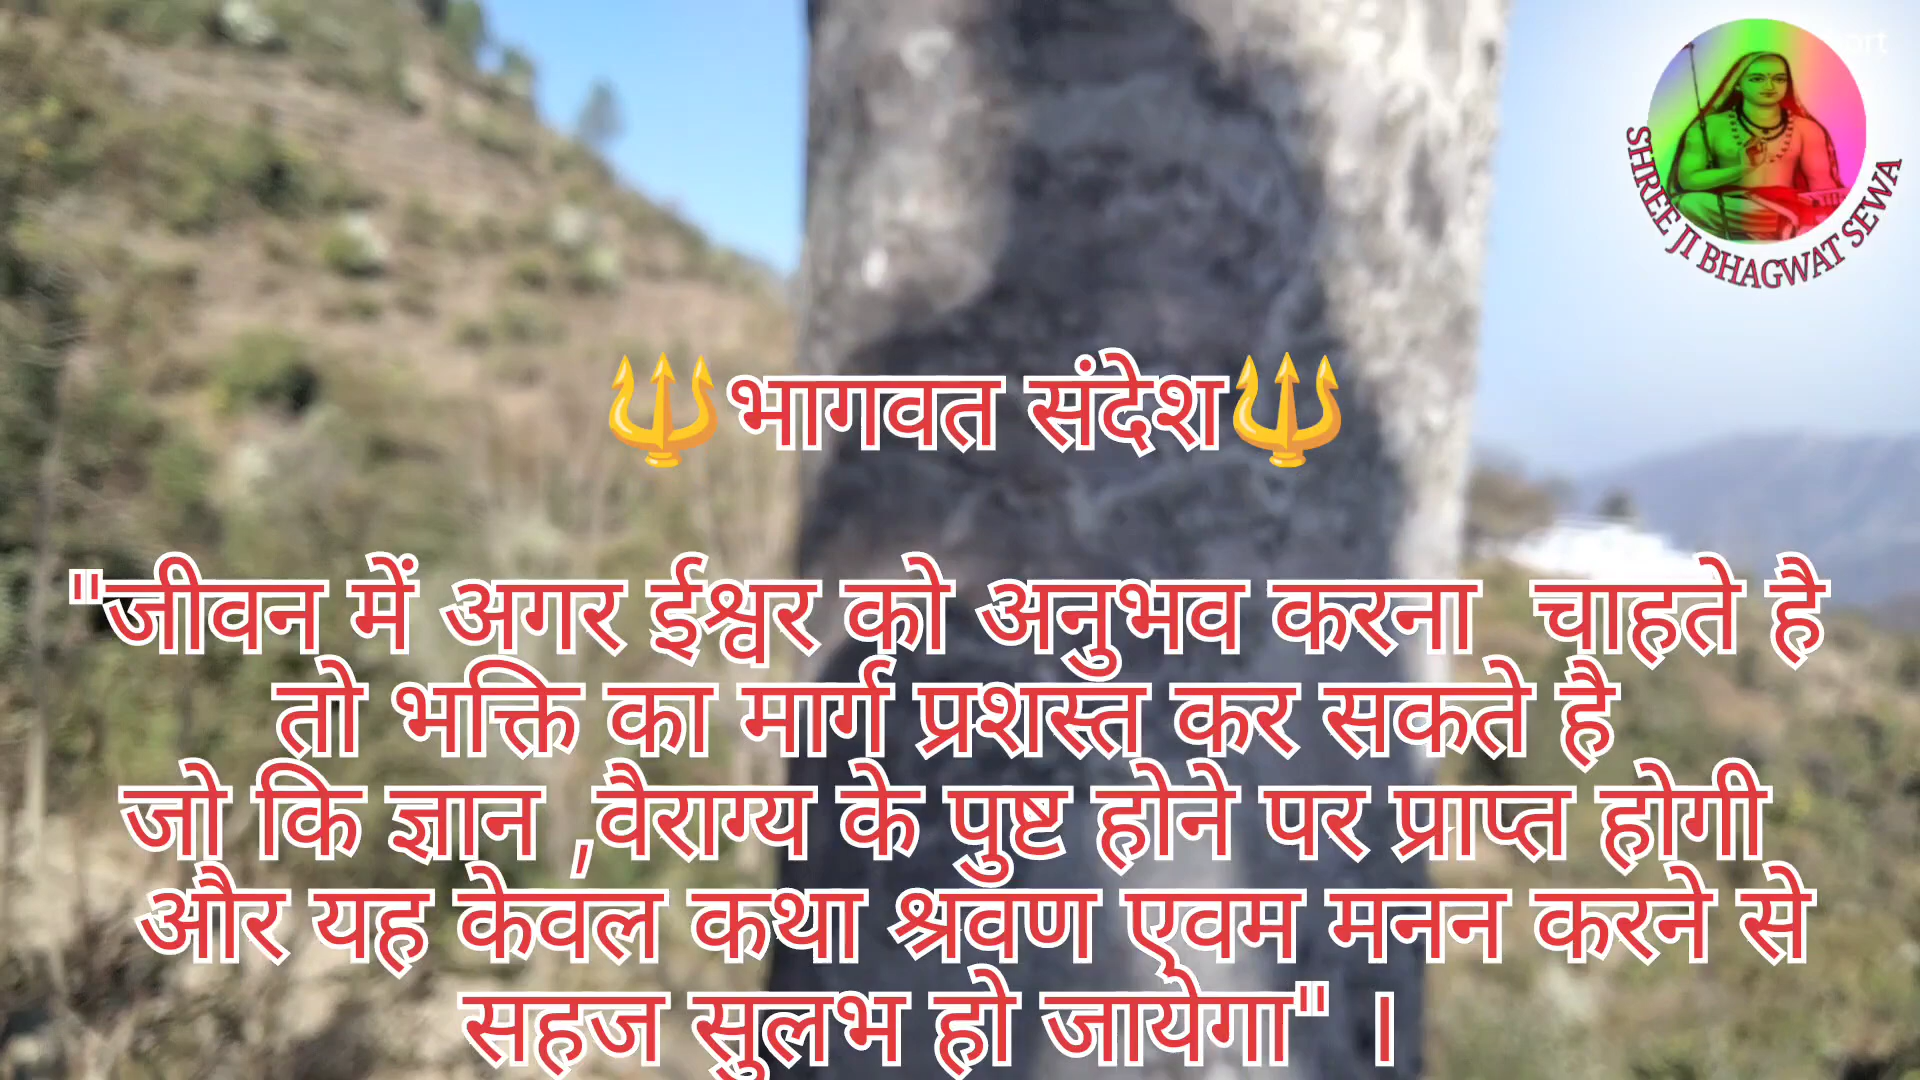 SHREE JI BHAGWAT SEWA
🔱भागवत संदेश🔱
"जीवन में अगर ईश्वर को अनुभव करना चाहते है
तो भक्ति का मार्ग प्रशस्त कर सकते है
जो कि ज्ञान ,वैराग्य के पुष्ट होने पर प्राप्त होगी
और यह केवल कथा श्रवण एवम मनन करने से
सहज सुलभ हो जायेगा" ।